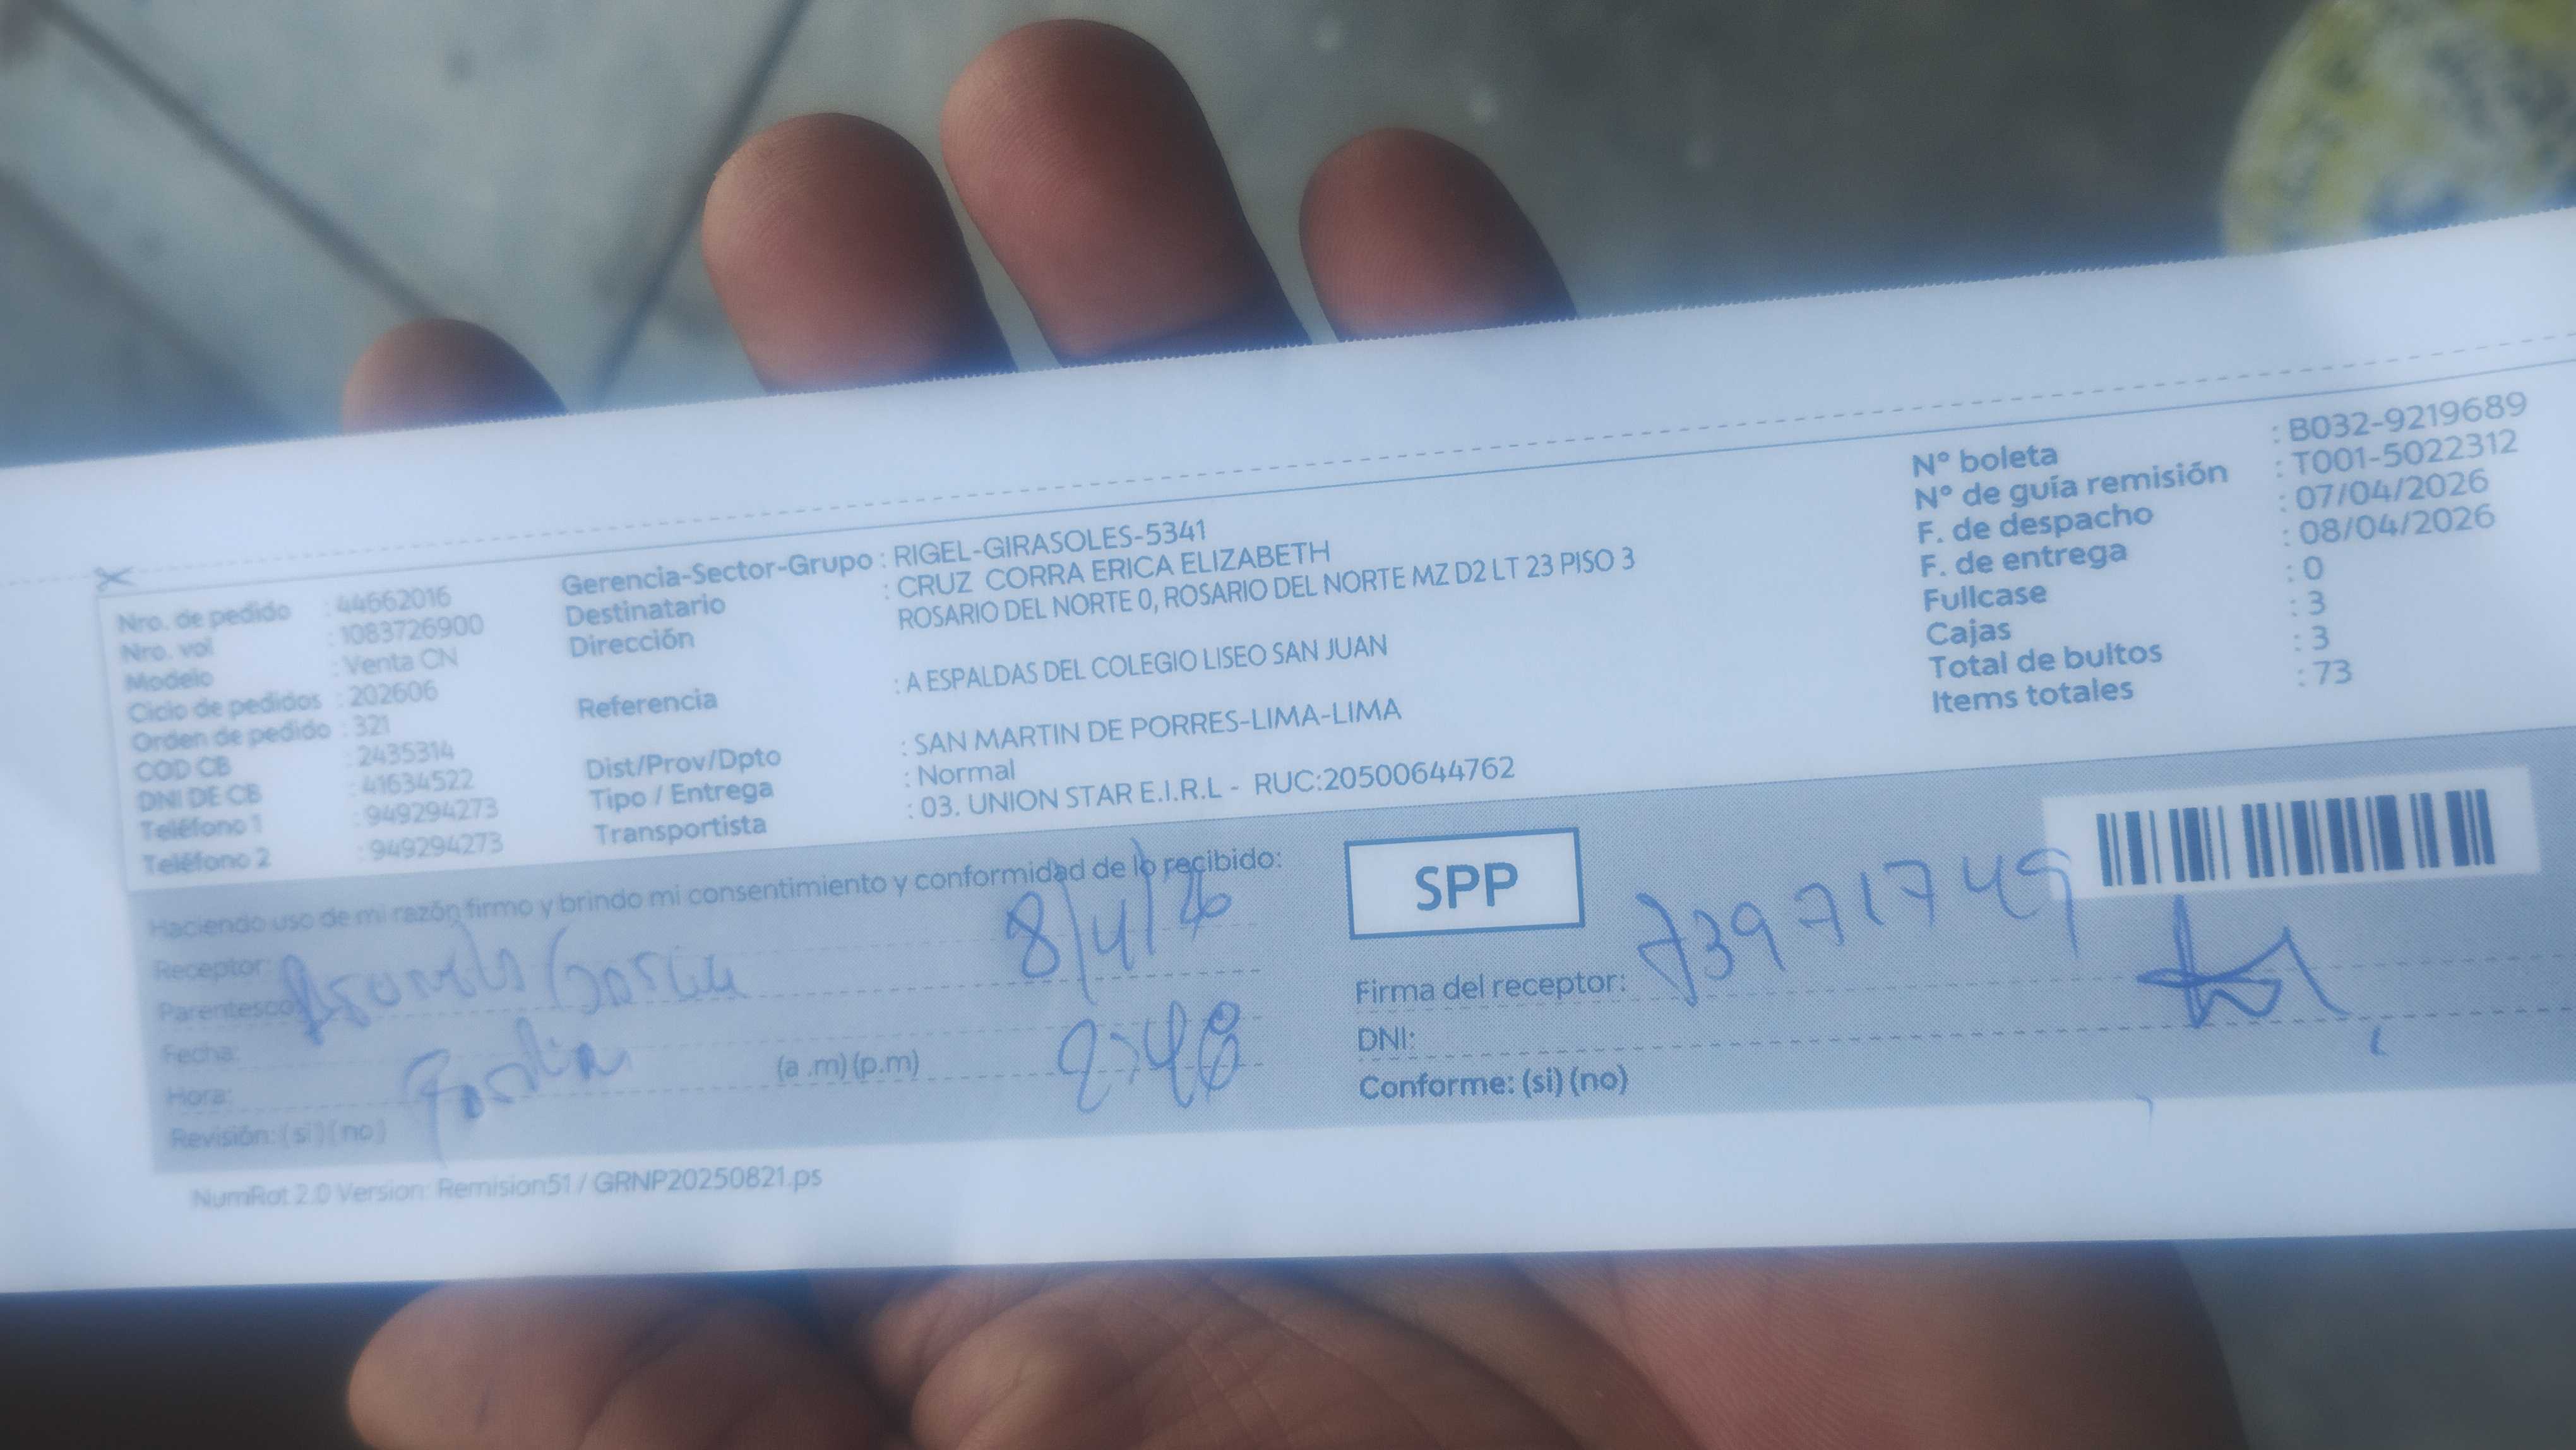 Nro. de pedido : 44662016
Nro. vol : 1083726900
Modelo : Venta CN
Ciclo de pedidos : 202606
Orden de pedido : 321
COD CB : 2435314
DNI DE CB : 41634522
Teléfono 1 : 949294273
Teléfono 2 : 949294273
Gerencia-Sector-Grupo : RIGEL-GIRASOLES-5341
Destinatario : CRUZ CORRA ERICA ELIZABETH
Dirección ROSARIO DEL NORTE 0, ROSARIO DEL NORTE MZ D2 LT 23 PISO 3
Referencia : A ESPALDAS DEL COLEGIO LISEO SAN JUAN
Dist/Prov/Dpto : SAN MARTIN DE PORRES-LIMA-LIMA
Tipo / Entrega : Normal
Transportista : 03. UNION STAR E.I.R.L - RUC:20500644762
N° boleta : B032-9219689
N° de guía remisión : T001-5022312
F. de despacho : 07/04/2026
F. de entrega : 08/04/2026
Fullcase : 0
Cajas : 3
Total de bultos : 3
Items totales : 73
Haciendo uso de mi razón firmo y brindo mi consentimiento y conformidad de lo recibido:
Receptor: 8/4/26
Parentesco:
Fecha:
Hora: (a .m) (p.m)
Revisión: (si) (no)
SPP
73971749
Firma del receptor:
DNI:
Conforme: (si) (no)
NumRot 2.0 Version: Remision51 / GRNP20250821.ps